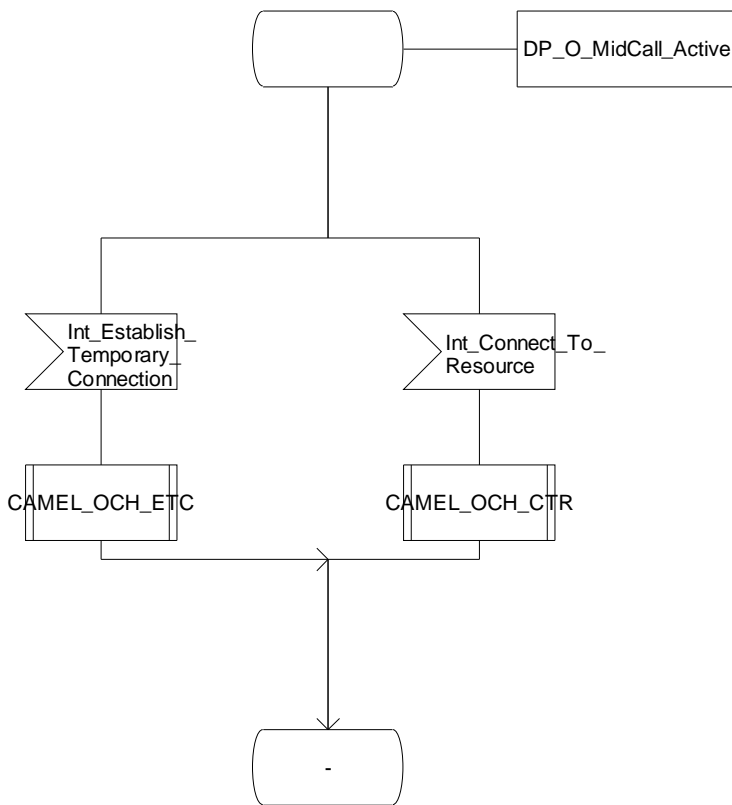 DP_O_MidCall_Active
Int_Establish_
Temporary_
Connection
Int_Connect_To_
Resource
CAMEL_OCH_ETC
CAMEL_OCH_CTR
-